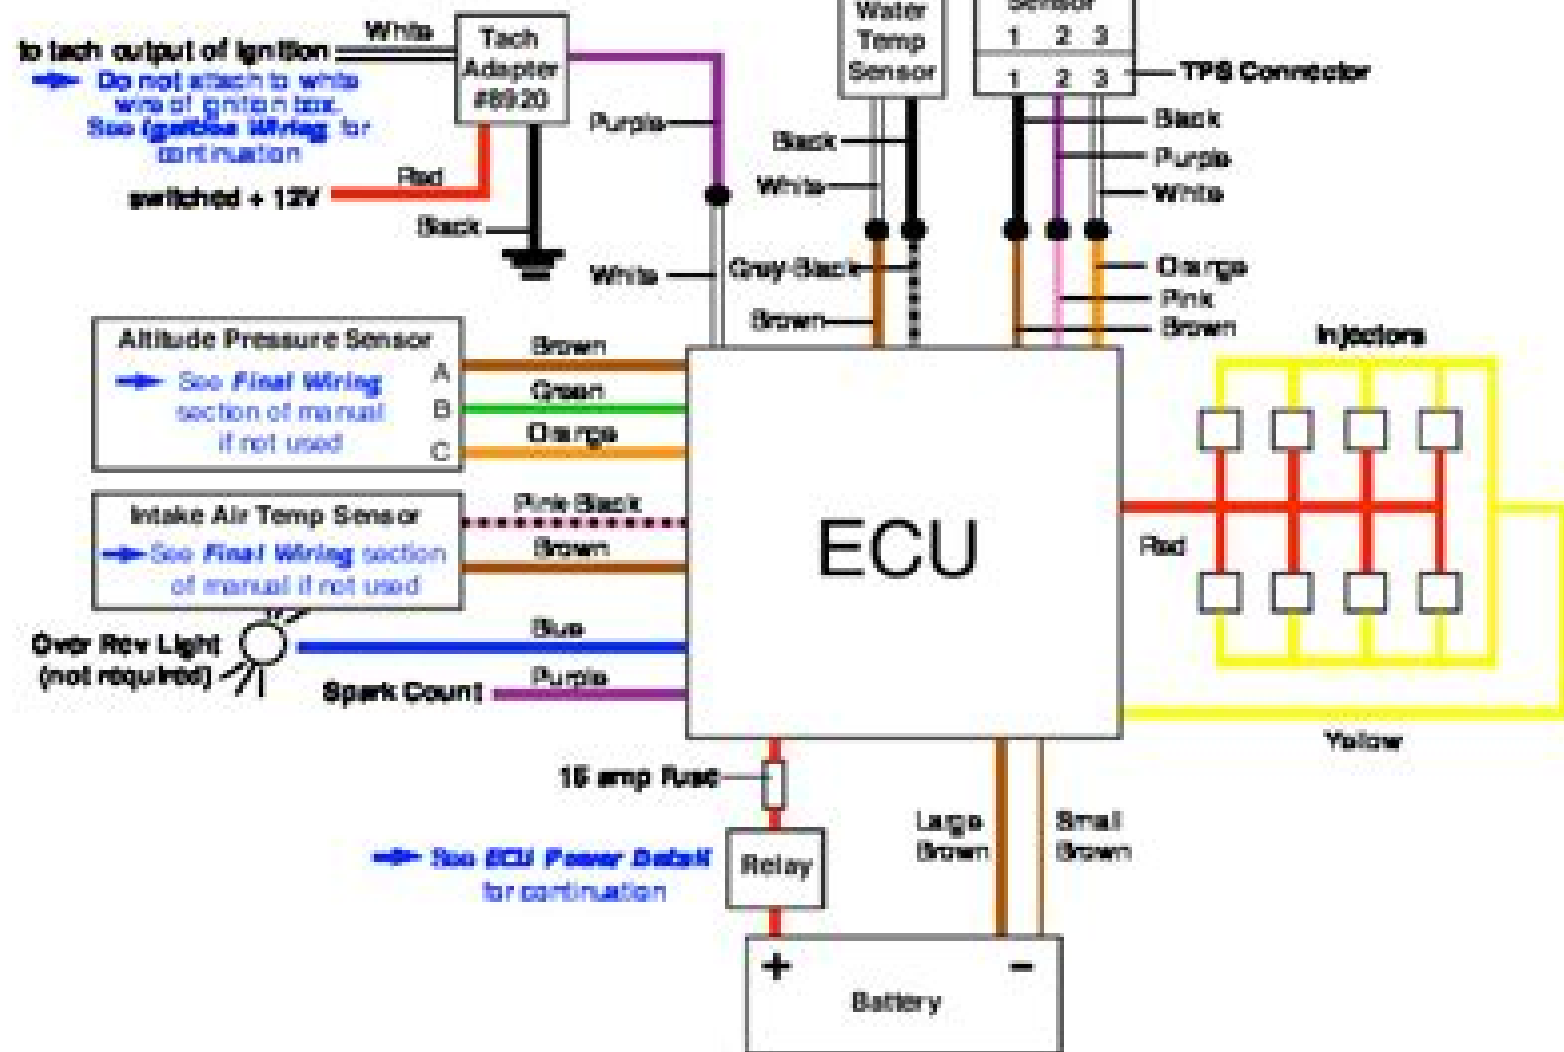 to tach output of ignition
White
Do not attach to white
wire of ignition box.
See Ignition Wiring for
continuation
switched + 12V
Red
Black
Tach
Adapter
#8920
Purple
White
Water
Temp
Sensor
Black
White
Gray-Black
Brown
Sensor
1 2 3
1 2 3
TPS Connector
Black
Purple
White
Orange
Pink
Brown
Altitude Pressure Sensor
See Final Wiring
section of manual
if not used
A
B
C
Brown
Green
Orange
Intake Air Temp Sensor
See Final Wiring section
of manual if not used
Pink-Black
Brown
Over Rev Light
(not required)
Blue
Spark Count
Purple
ECU
Injectors
Red
Yellow
15 amp fuse
See ECU Power Detail
for continuation
Relay
Large
Brown
Small
Brown
+
–
Battery